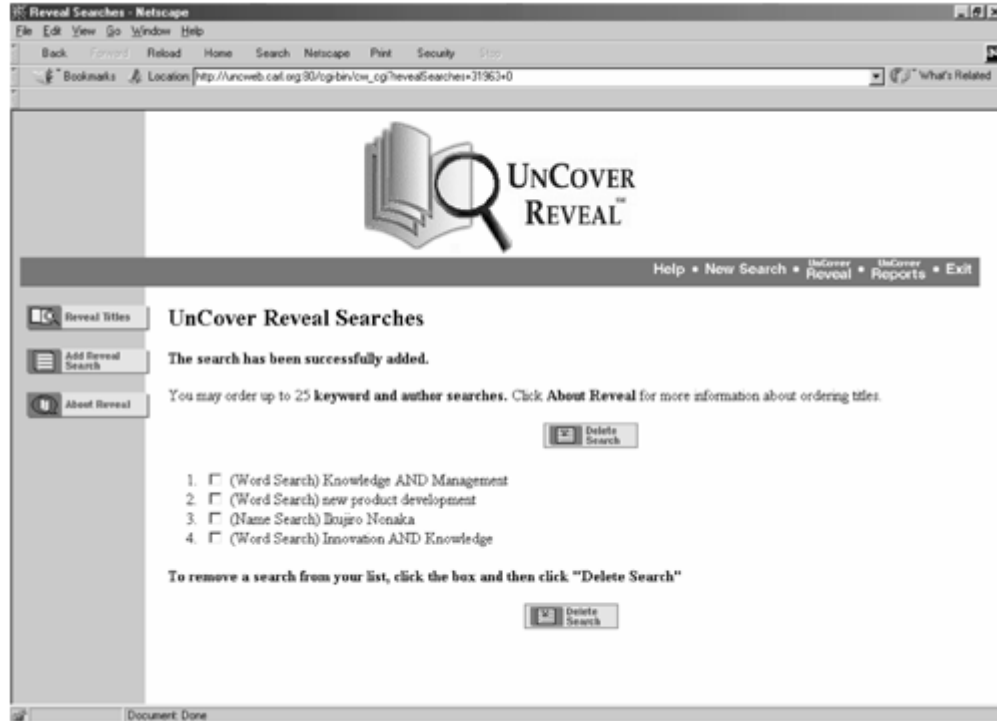 Reveal Searches - Netscape
File Edit View Go Window Help
Back Forward Reload Home Search Netscape Print Security Stop
Bookmarks Location: http://uncweb.carl.org:80/cgi-bin/cw_cgi?revealSearches+31963+0 What's Related
UNCOVER
REVEAL™
Help • New Search • UnCover Reveal • UnCover Reports • Exit
Reveal Titles
Add Reveal
Search
About Reveal
UnCover Reveal Searches
The search has been successfully added.
You may order up to 25 keyword and author searches. Click About Reveal for more information about ordering titles.
Delete
Search
1. (Word Search) Knowledge AND Management
2. (Word Search) new product development
3. (Name Search) Ikujiro Nonaka
4. (Word Search) Innovation AND Knowledge
To remove a search from your list, click the box and then click "Delete Search"
Delete
Search
Document: Done